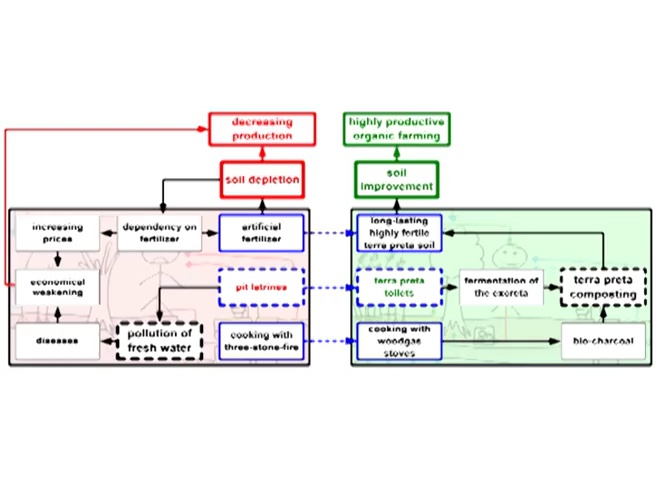 decreasing
production
highly productive
organic farming
soil depletion
soil
improvement
increasing
prices
dependency on
fertilizer
artificial
fertilizer
long-lasting
highly fertile
terra preta soil
economical
weakening
pit latrines
terra preta
toilets
fermentation of
the excreta
terra preta
composting
diseases
pollution of
fresh water
cooking with
three-stone-fire
cooking with
woodgas
stoves
bio-charcoal